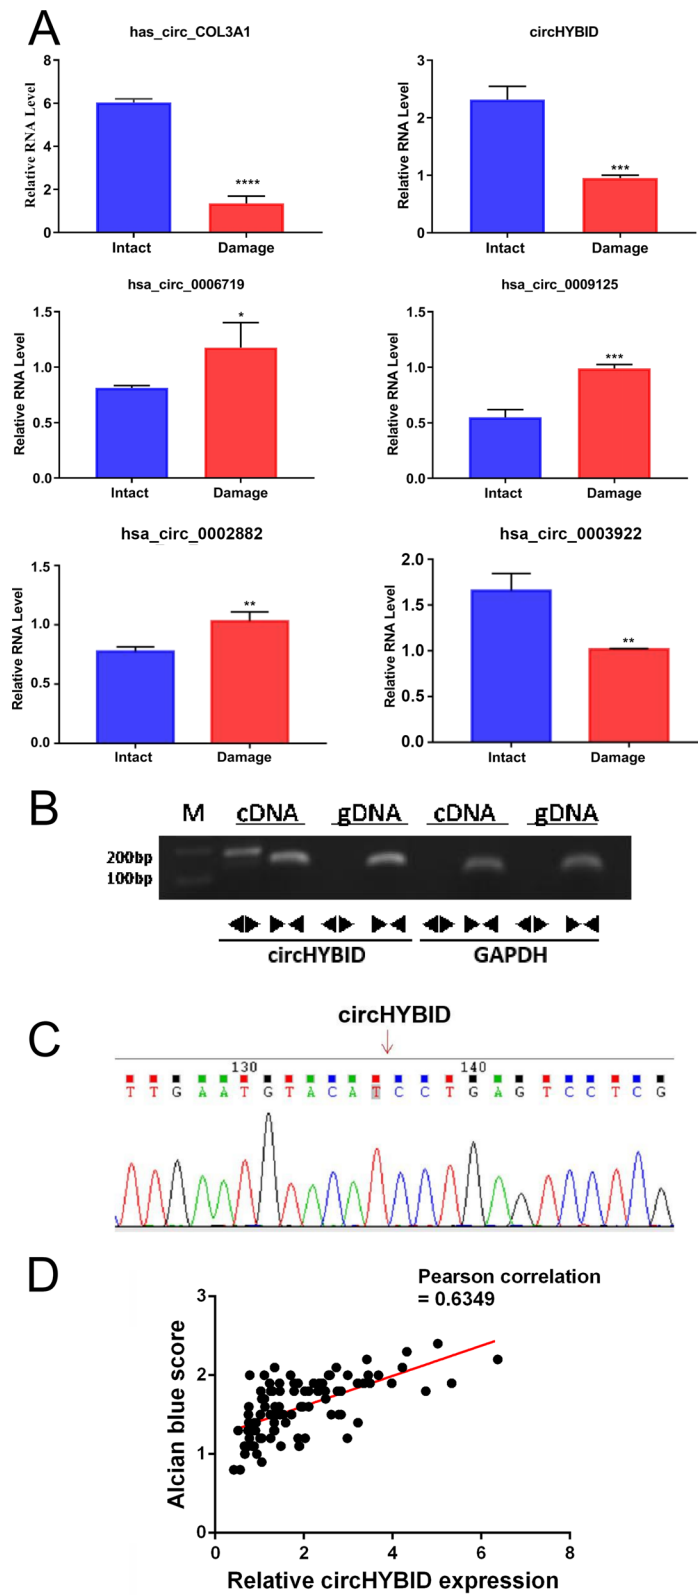 A
has_circ_COL3A1
Relative RNA Level
8
6
4
2
0
****
Intact
Damage
circHYBID
Relative RNA Level
3
2
1
0
***
Intact
Damage
hsa_circ_0006719
Relative RNA Level
1.5
1.0
0.5
0.0
*
Intact
Damage
hsa_circ_0009125
Relative RNA Level
1.5
1.0
0.5
0.0
***
Intact
Damage
hsa_circ_0002882
Relative RNA Level
1.5
1.0
0.5
0.0
**
Intact
Damage
hsa_circ_0003922
Relative RNA Level
2.0
1.5
1.0
0.5
0.0
**
Intact
Damage
B
M cDNA gDNA cDNA gDNA
200bp
100bp
circHYBID GAPDH
C
circHYBID
130 140
T T G A A T G T A C A T C C T G A G T C C T C G
D
Pearson correlation
= 0.6349
Alcian blue score
3
2
1
0
0 2 4 6 8
Relative circHYBID expression